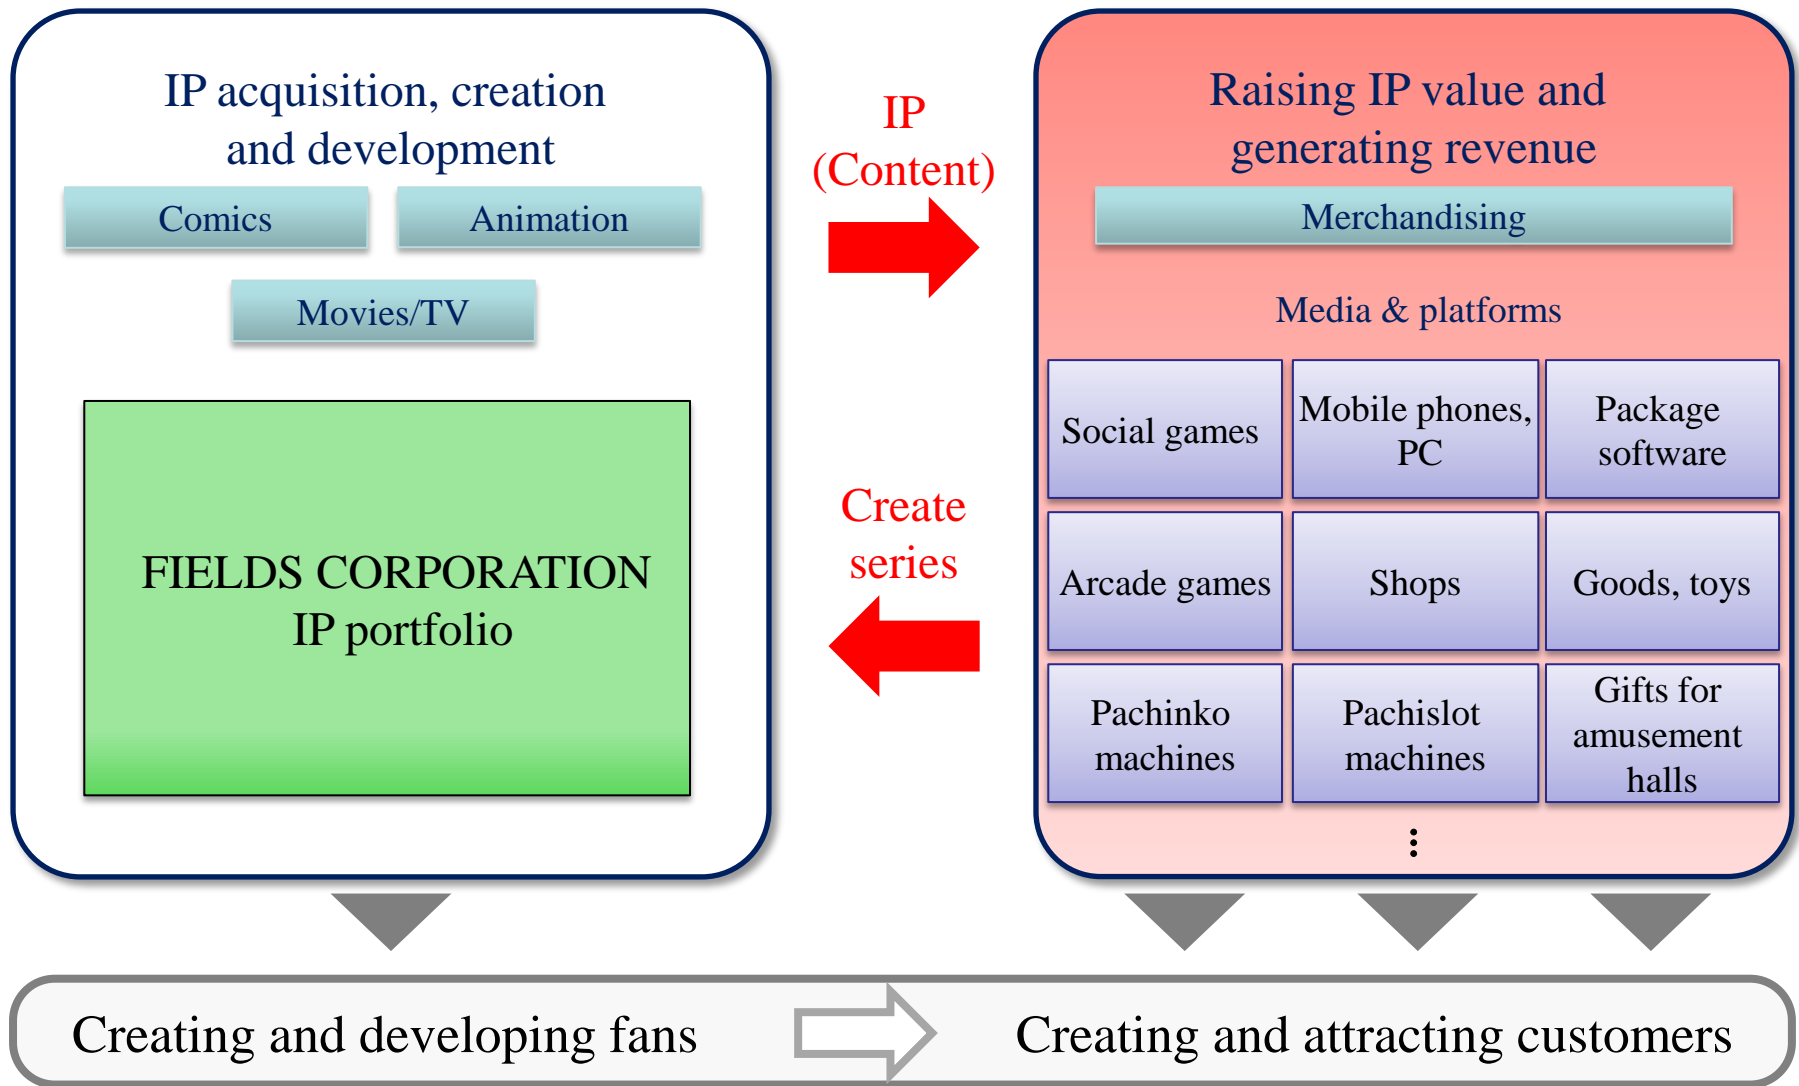 IP acquisition, creation
and development
Comics
Animation
Movies/TV
FIELDS CORPORATION
IP portfolio
IP
(Content)
Create
series
Raising IP value and
generating revenue
Merchandising
Media & platforms
Social games
Mobile phones,
PC
Package
software
Arcade games
Shops
Goods, toys
Pachinko
machines
Pachislot
machines
Gifts for
amusement
halls
⋮
Creating and developing fans
Creating and attracting customers